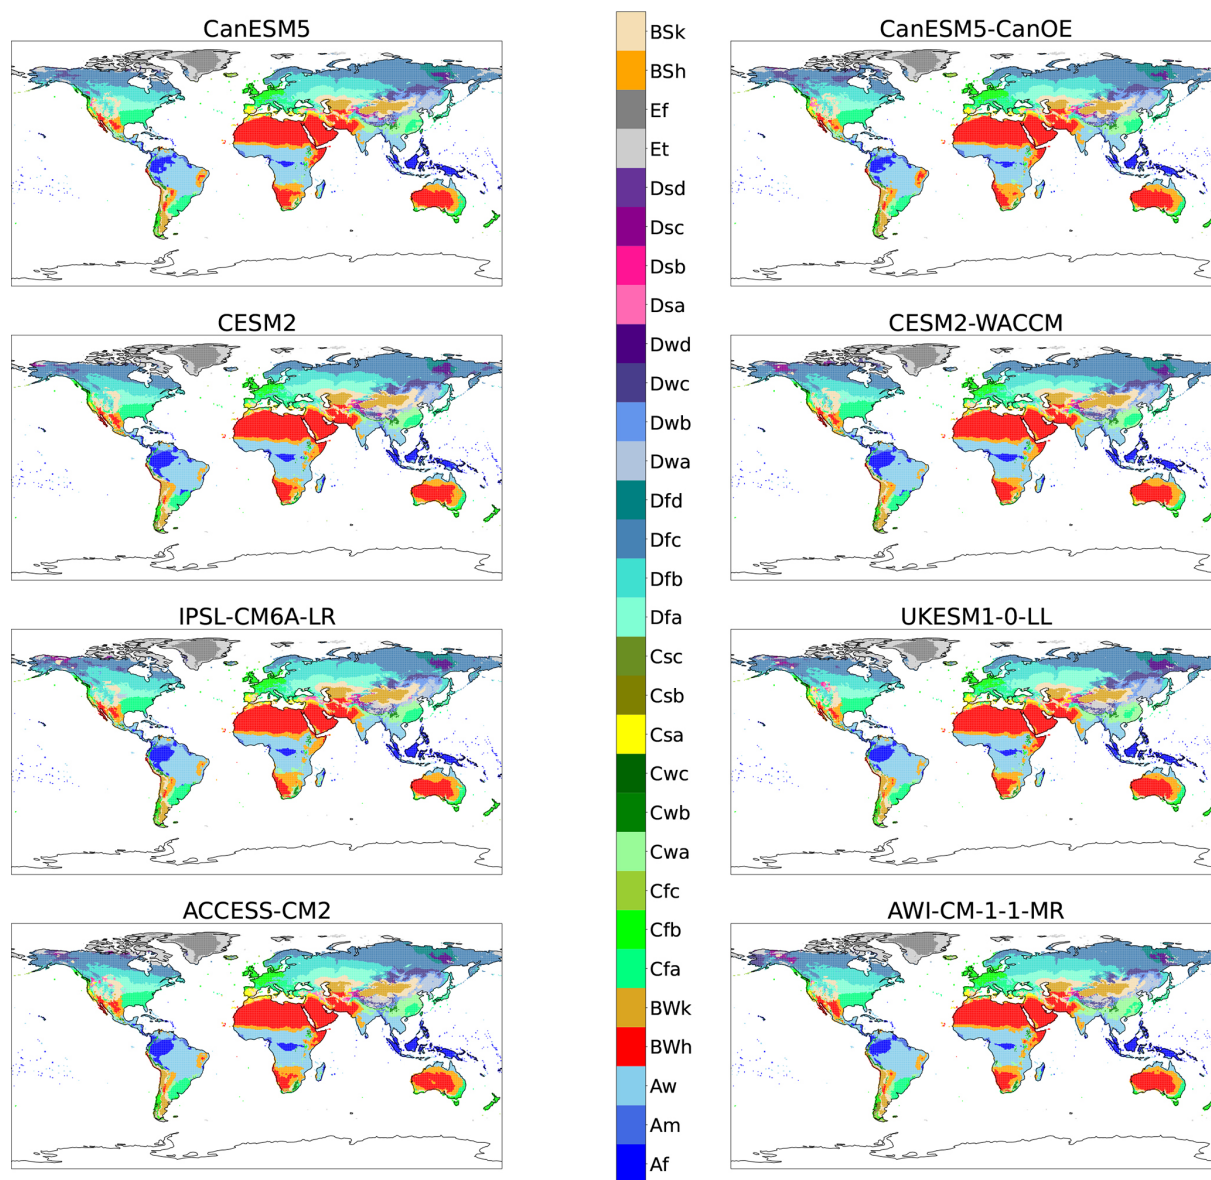 CanESM5
CanESM5-CanOE
CESM2
CESM2-WACCM
IPSL-CM6A-LR
UKESM1-0-LL
ACCESS-CM2
AWI-CM-1-1-MR
BSk
BSh
Ef
Et
Dsd
Dsc
Dsb
Dsa
Dwd
Dwc
Dwb
Dwa
Dfd
Dfc
Dfb
Dfa
Csc
Csb
Csa
Cwc
Cwb
Cwa
Cfc
Cfb
Cfa
BWk
BWh
Aw
Am
Af